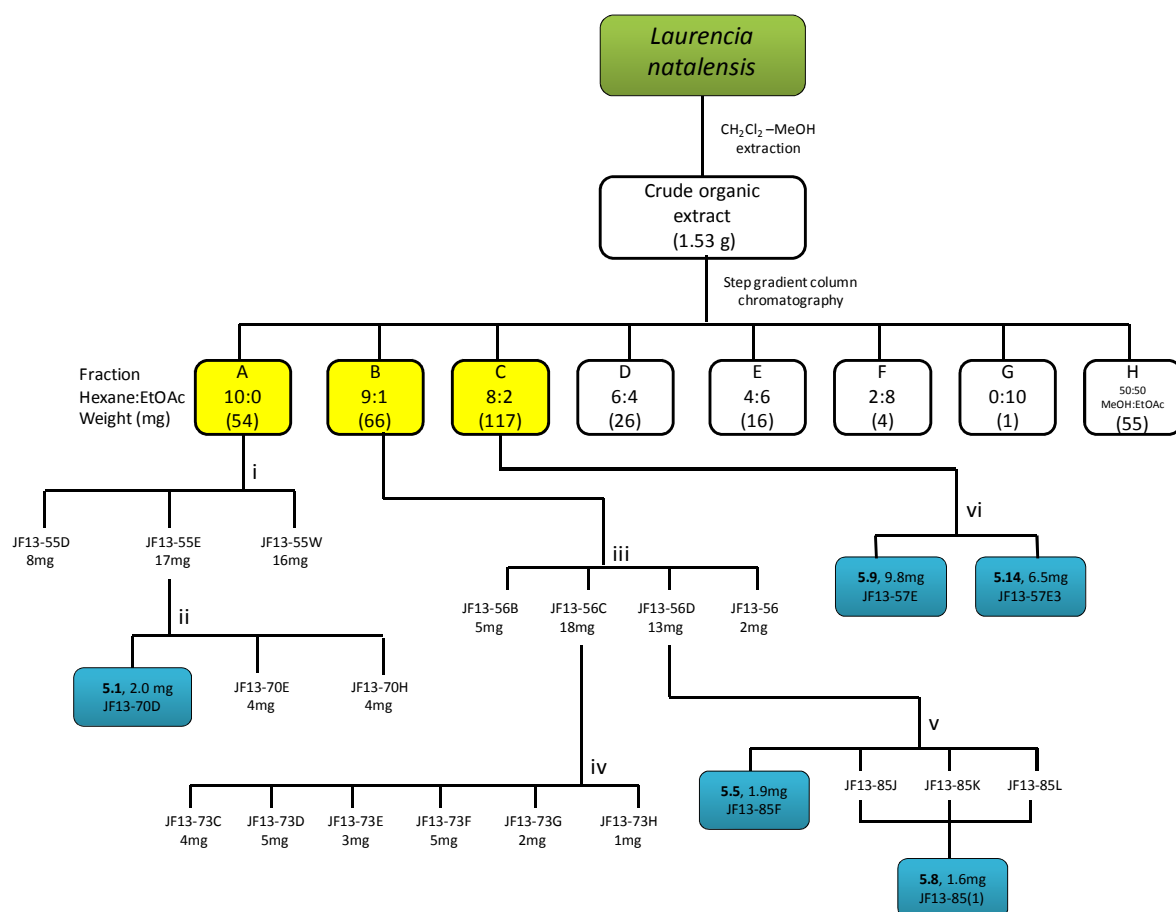 Laurencia
natalensis
CH₂Cl₂ –MeOH
extraction
Crude organic
extract
(1.53 g)
Step gradient column
chromatography
Fraction
Hexane:EtOAc
Weight (mg)
A
10:0
(54)
B
9:1
(66)
C
8:2
(117)
D
6:4
(26)
E
4:6
(16)
F
2:8
(4)
G
0:10
(1)
H
50:50
MeOH:EtOAc
(55)
i
JF13-55D
8mg
JF13-55E
17mg
JF13-55W
16mg
ii
5.1, 2.0 mg
JF13-70D
JF13-70E
4mg
JF13-70H
4mg
iii
JF13-56B
5mg
JF13-56C
18mg
JF13-56D
13mg
JF13-56
2mg
iv
JF13-73C
4mg
JF13-73D
5mg
JF13-73E
3mg
JF13-73F
5mg
JF13-73G
2mg
JF13-73H
1mg
v
5.5, 1.9mg
JF13-85F
JF13-85J
JF13-85K
JF13-85L
5.8, 1.6mg
JF13-85(1)
vi
5.9, 9.8mg
JF13-57E
5.14, 6.5mg
JF13-57E3